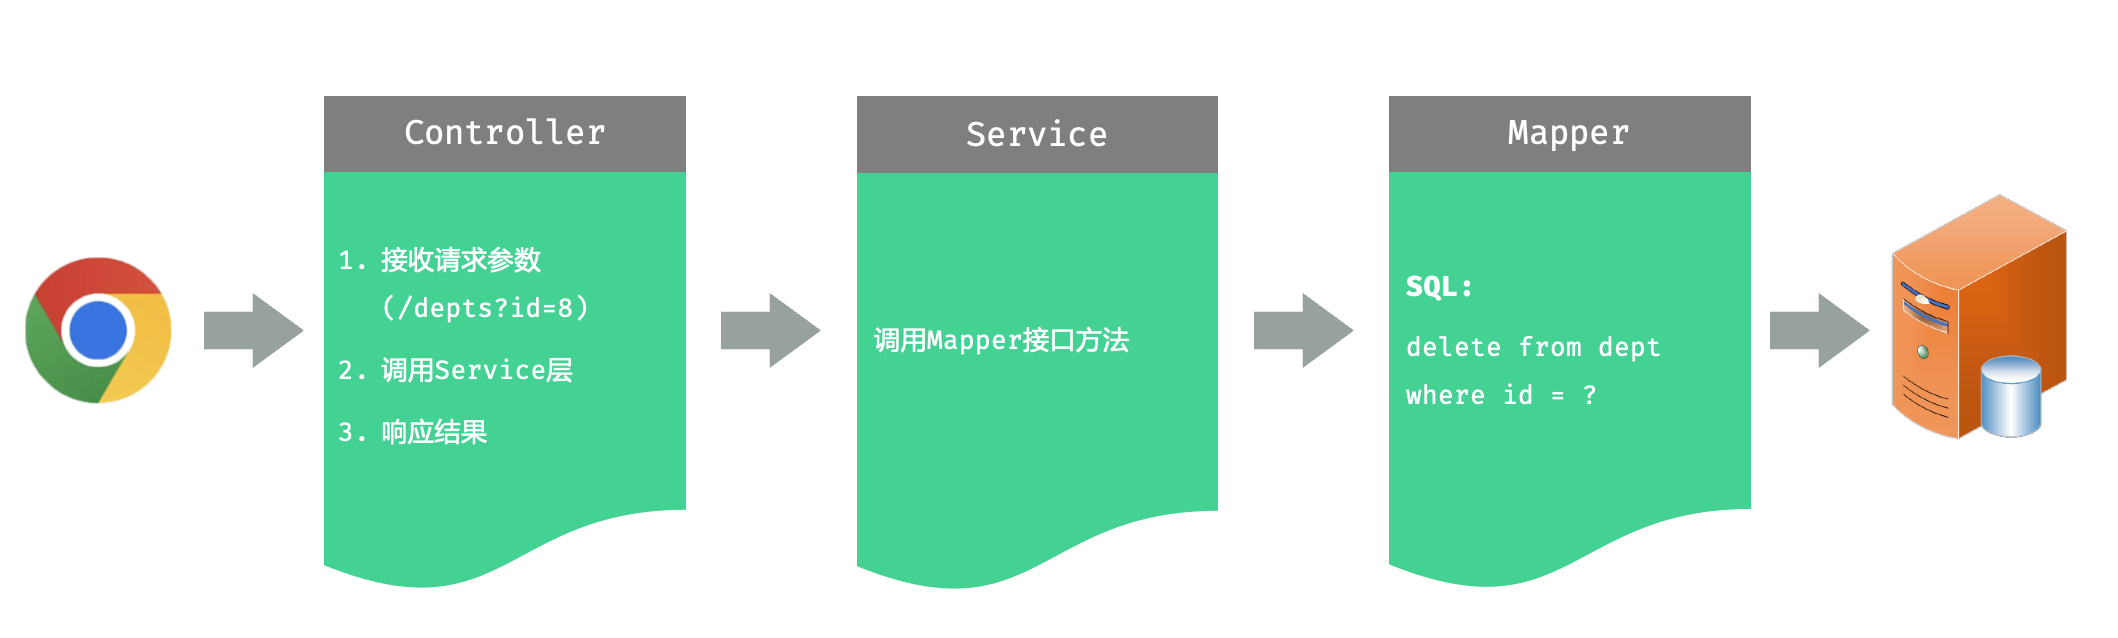 Controller
1. 接收请求参数
(/depts?id=8)
2. 调用Service层
3. 响应结果
Service
调用Mapper接口方法
Mapper
SQL:
delete from dept
where id = ?